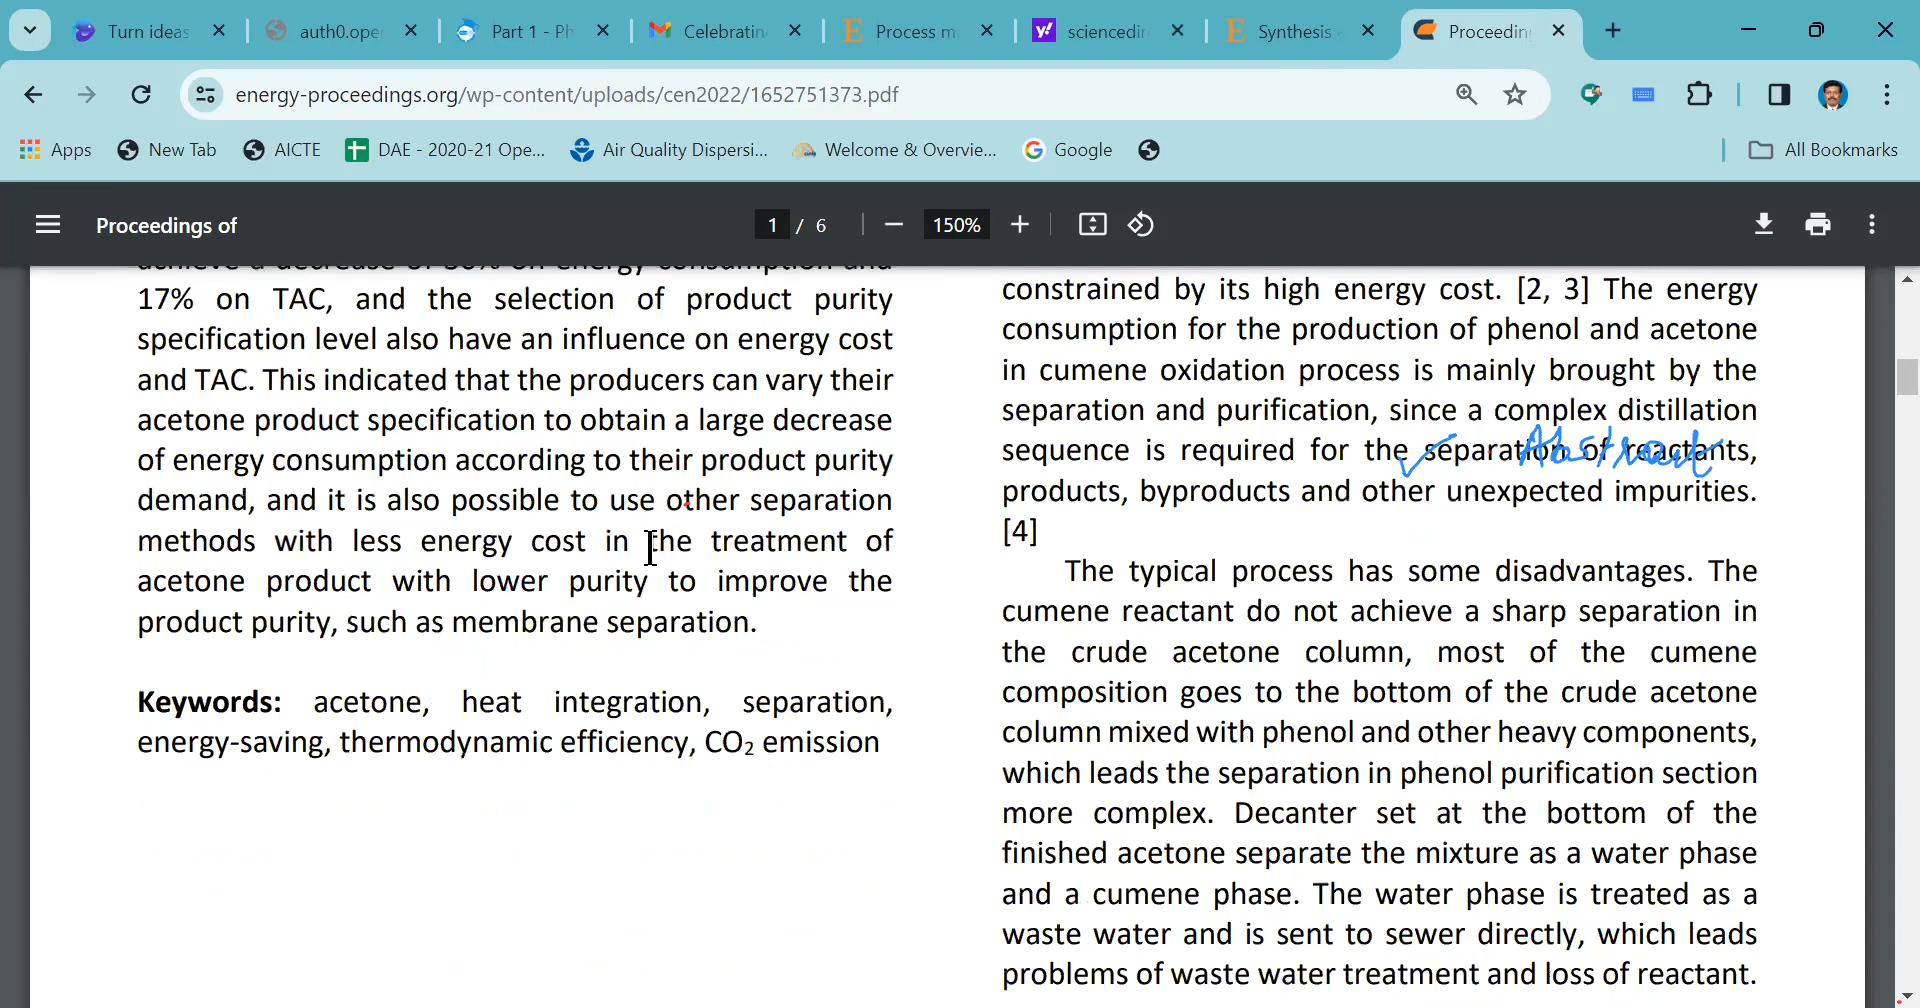 Turn ideas
auth0.ope
Part 1 - Ph
Celebratin
Process m
sciencedi
Synthesis -
Proceedin
energy-proceedings.org/wp-content/uploads/cen2022/1652751373.pdf
Apps
New Tab
AICTE
DAE - 2020-21 Ope...
Air Quality Dispersi...
Welcome & Overvie...
Google
All Bookmarks
Proceedings of
1 / 6
150%
achieve a decrease of 30% on energy consumption and
17% on TAC, and the selection of product purity
specification level also have an influence on energy cost
and TAC. This indicated that the producers can vary their
acetone product specification to obtain a large decrease
of energy consumption according to their product purity
demand, and it is also possible to use other separation
methods with less energy cost in the treatment of
acetone product with lower purity to improve the
product purity, such as membrane separation.
Keywords: acetone, heat integration, separation,
energy-saving, thermodynamic efficiency, CO₂ emission
constrained by its high energy cost. [2, 3] The energy
consumption for the production of phenol and acetone
in cumene oxidation process is mainly brought by the
separation and purification, since a complex distillation
sequence is required for the separation of reactants,
Abstract
products, byproducts and other unexpected impurities.
[4]
The typical process has some disadvantages. The
cumene reactant do not achieve a sharp separation in
the crude acetone column, most of the cumene
composition goes to the bottom of the crude acetone
column mixed with phenol and other heavy components,
which leads the separation in phenol purification section
more complex. Decanter set at the bottom of the
finished acetone separate the mixture as a water phase
and a cumene phase. The water phase is treated as a
waste water and is sent to sewer directly, which leads
problems of waste water treatment and loss of reactant.